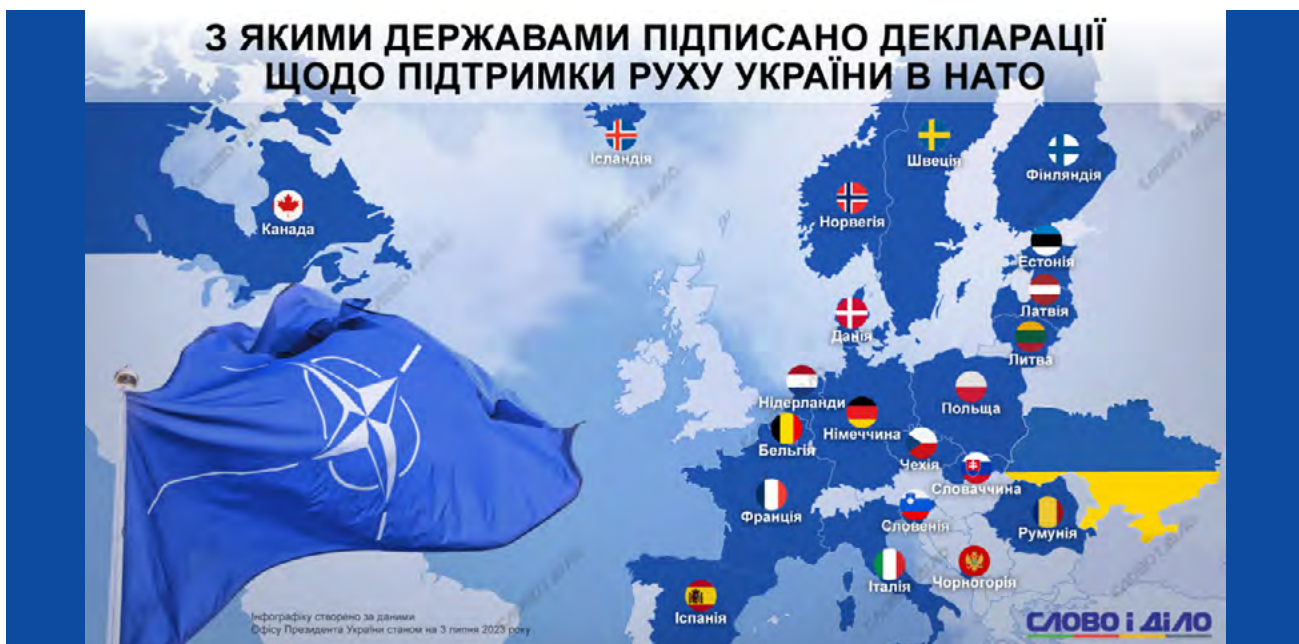 З ЯКИМИ ДЕРЖАВАМИ ПІДПИСАНО ДЕКЛАРАЦІЇ
ЩОДО ПІДТРИМКИ РУХУ УКРАЇНИ В НАТО
Ісландія
Швеція
Фінляндія
Канада
Норвегія
Естонія
Латвія
Данія
Литва
Нідерланди
Польща
Німеччина
Бельгія
Чехія
Словаччина
Франція
Словенія
Румунія
Італія
Чорногорія
Іспанія
Інфографіку створено за даними
Офісу Президента України станом на 3 липня 2023 року
СЛОВО і ДІЛО